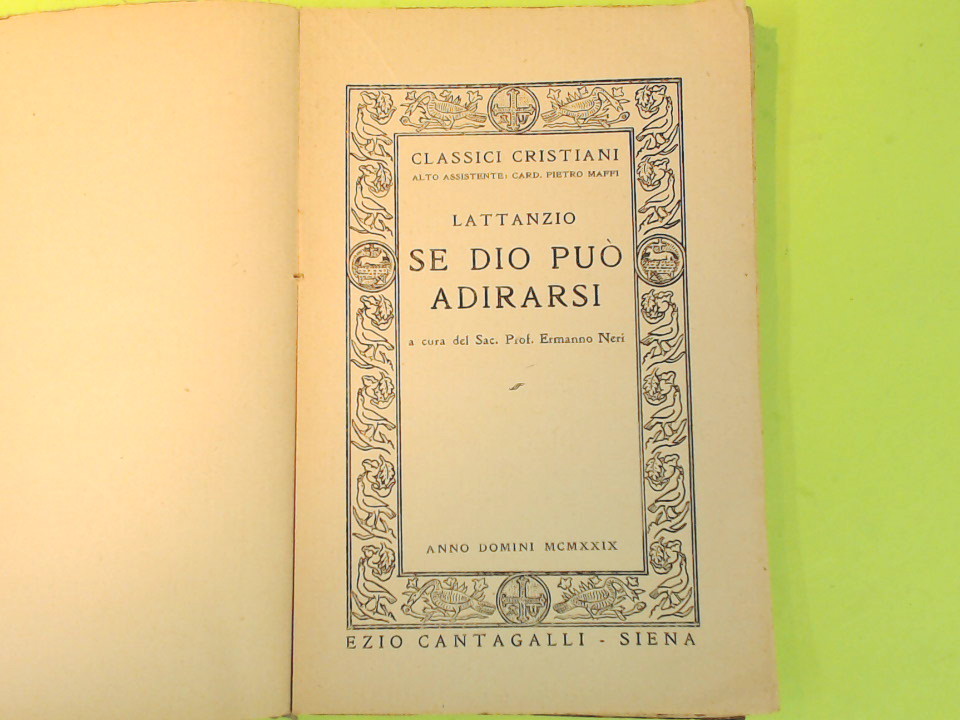 CLASSICI CRISTIANI
ALTO ASSISTENTE: CARD. PIETRO MAFFI
LATTANZIO
SE DIO PUÒ
ADIRARSI
a cura del Sac. Prof. Ermanno Neri
ANNO DOMINI MCMXXIX
EZIO CANTAGALLI - SIENA